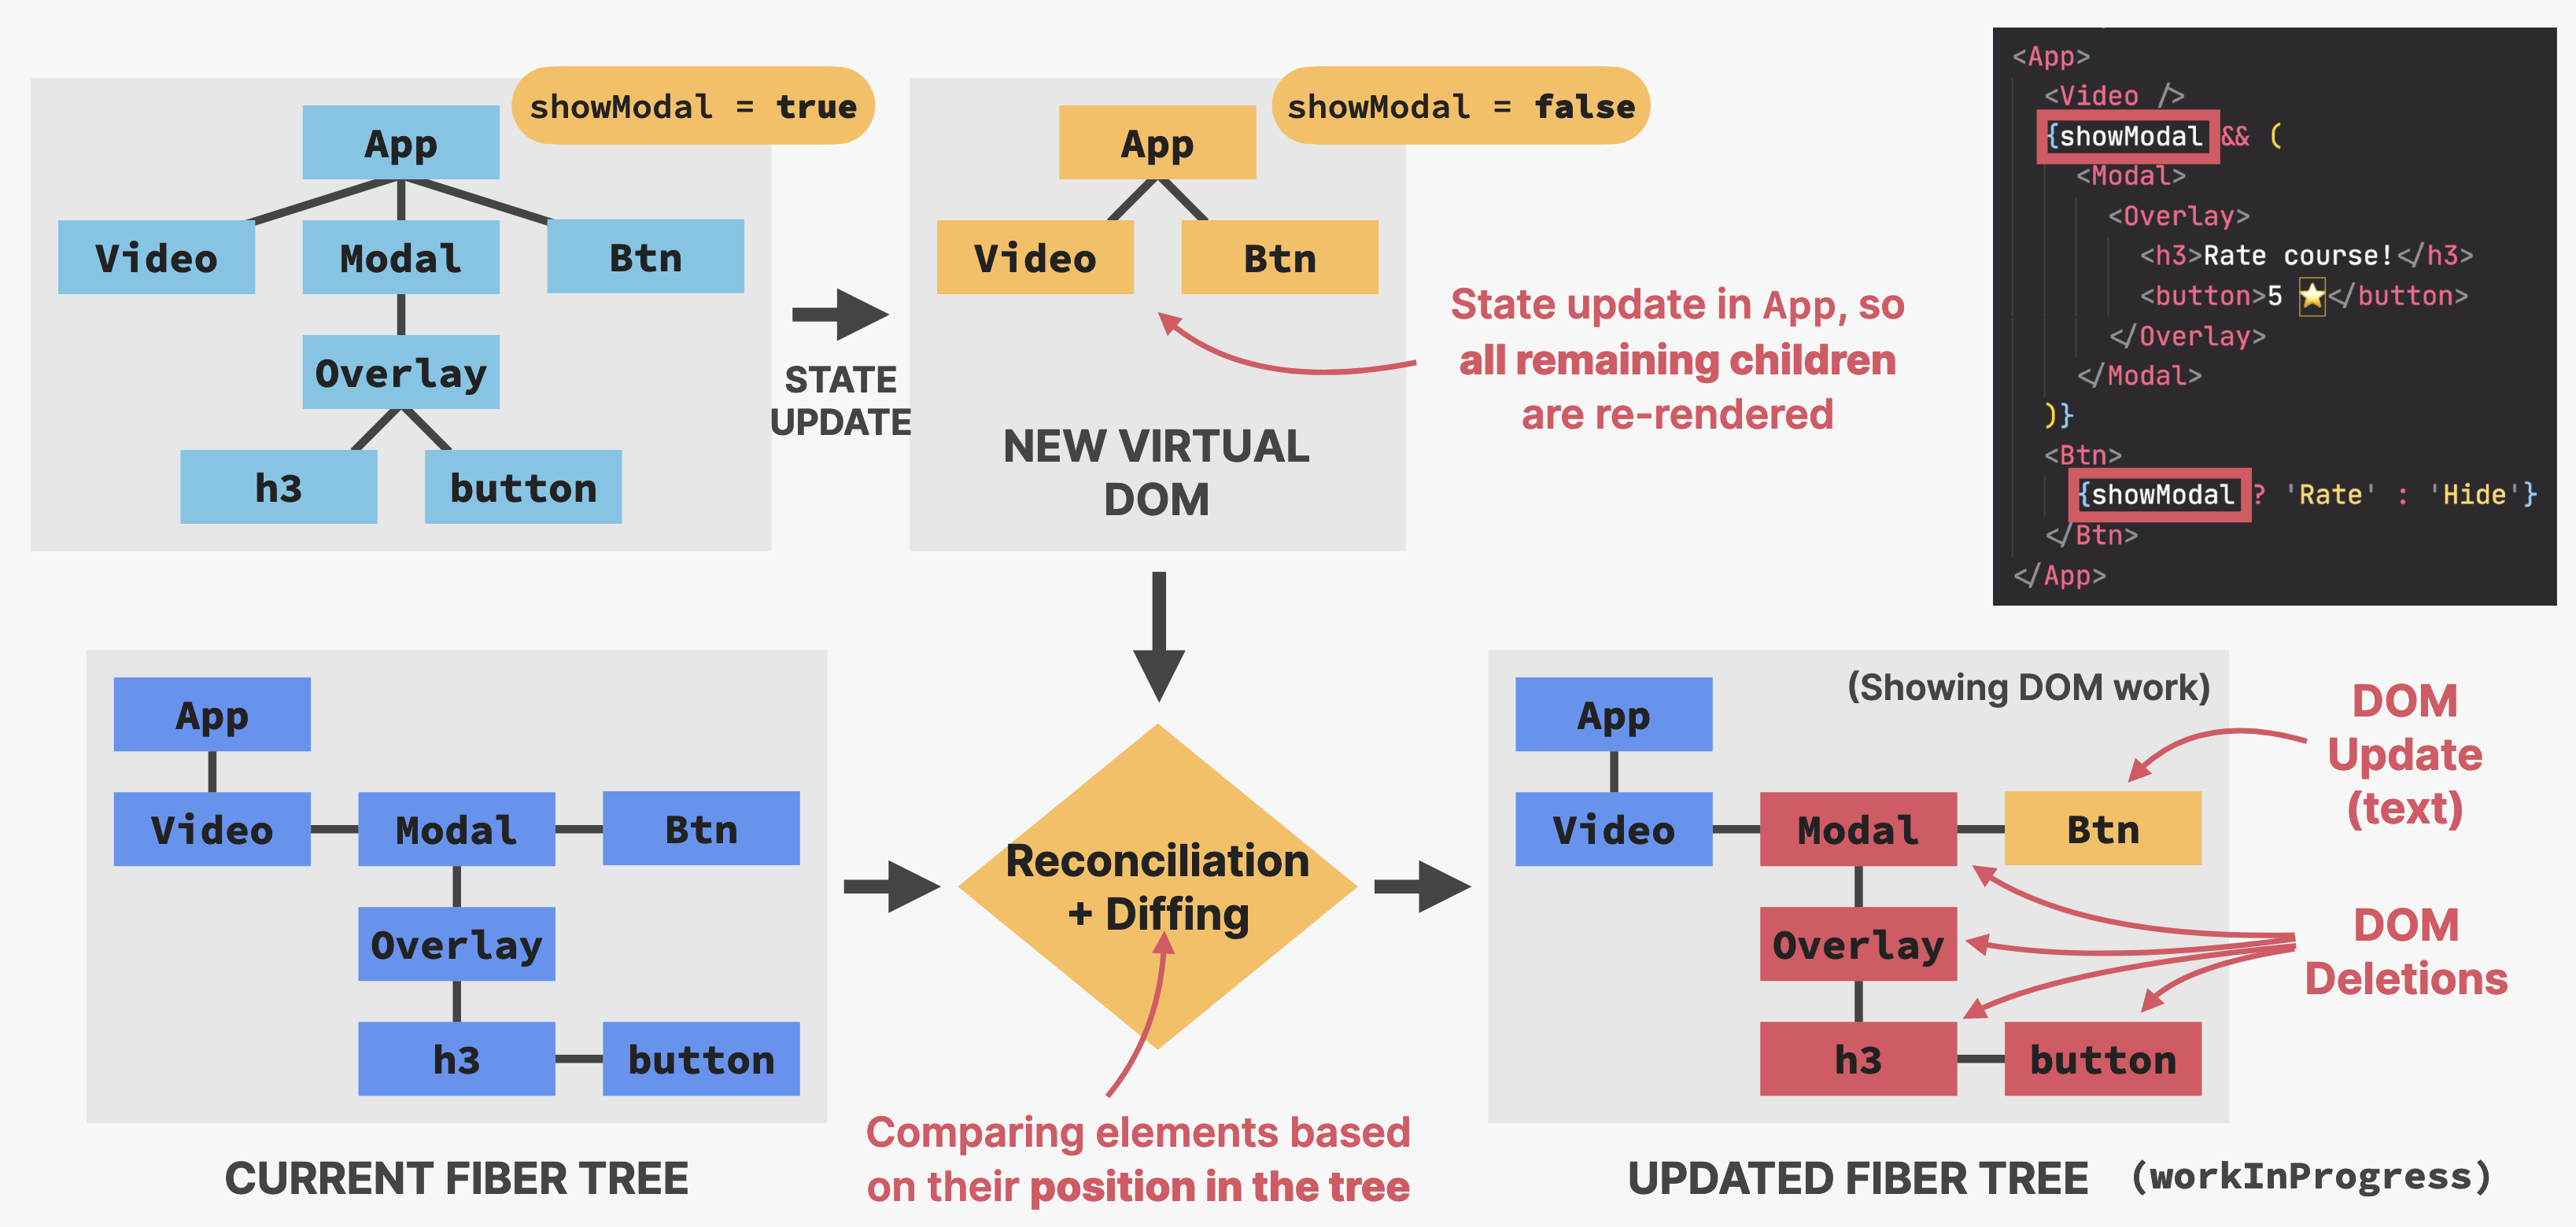 showModal = true
App
Video
Modal
Btn
Overlay
h3
button
STATE
UPDATE
showModal = false
App
Video
Btn
NEW VIRTUAL
DOM
State update in App, so
all remaining children
are re-rendered
<App>
<Video />
{showModal && (
<Modal>
<Overlay>
<h3>Rate course!</h3>
<button>5 ⭐</button>
</Overlay>
</Modal>
)}
<Btn>
{showModal ? 'Rate' : 'Hide'}
</Btn>
</App>
App
Video
Modal
Btn
Overlay
h3
button
CURRENT FIBER TREE
Reconciliation
+ Diffing
Comparing elements based
on their position in the tree
(Showing DOM work)
App
Video
Modal
Btn
Overlay
h3
button
DOM
Update
(text)
DOM
Deletions
UPDATED FIBER TREE (workInProgress)